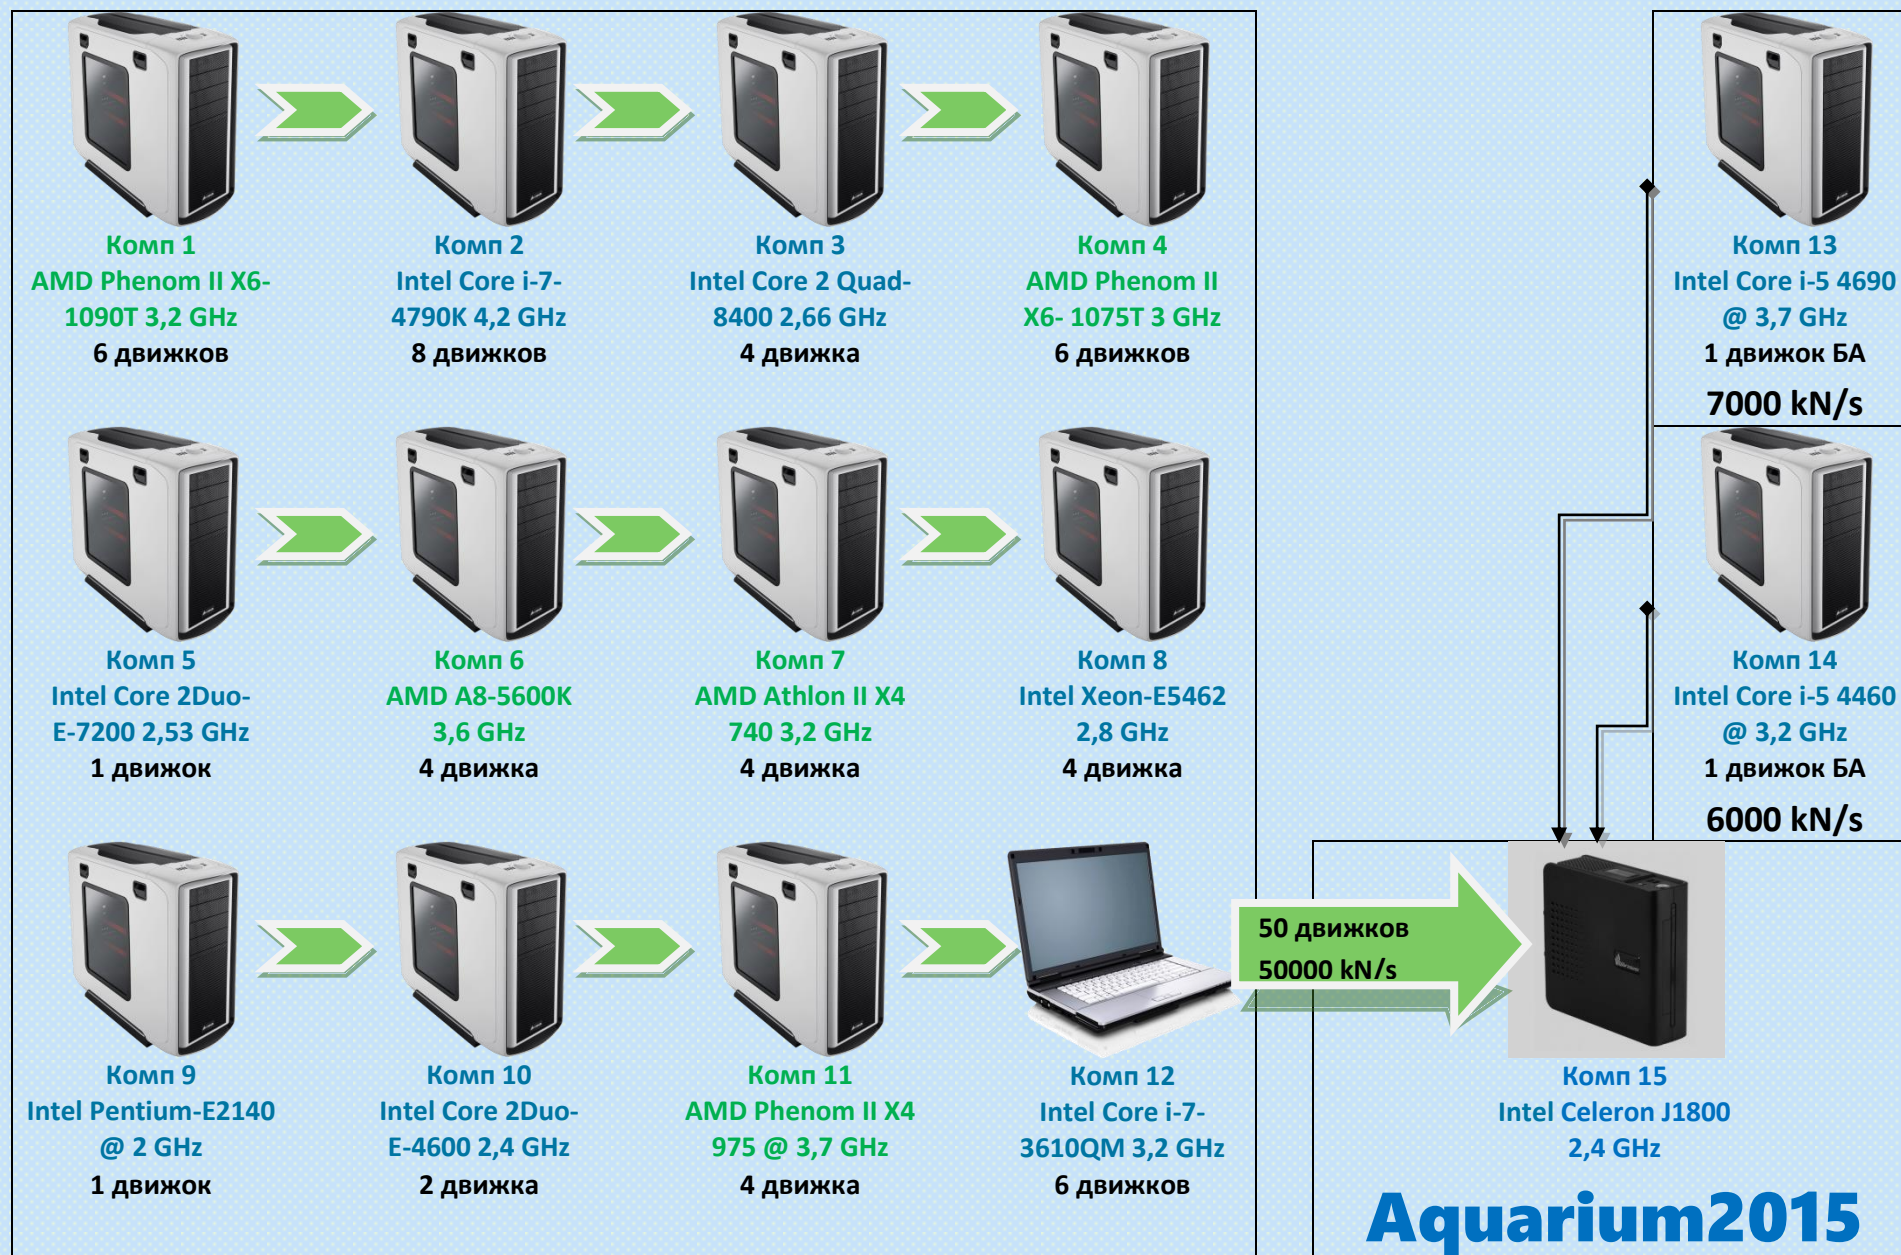 Комп 1
AMD Phenom II X6-
1090T 3,2 GHz
6 движков
Комп 2
Intel Core i-7-
4790K 4,2 GHz
8 движков
Комп 3
Intel Core 2 Quad-
8400 2,66 GHz
4 движка
Комп 4
AMD Phenom II
X6- 1075T 3 GHz
6 движков
Комп 13
Intel Core i-5 4690
@ 3,7 GHz
1 движок БА
7000 kN/s
Комп 5
Intel Core 2Duo-
E-7200 2,53 GHz
1 движок
Комп 6
AMD A8-5600K
3,6 GHz
4 движка
Комп 7
AMD Athlon II X4
740 3,2 GHz
4 движка
Комп 8
Intel Xeon-E5462
2,8 GHz
4 движка
Комп 14
Intel Core i-5 4460
@ 3,2 GHz
1 движок БА
6000 kN/s
Комп 9
Intel Pentium-E2140
@ 2 GHz
1 движок
Комп 10
Intel Core 2Duo-
E-4600 2,4 GHz
2 движка
Комп 11
AMD Phenom II X4
975 @ 3,7 GHz
4 движка
Комп 12
Intel Core i-7-
3610QM 3,2 GHz
6 движков
50 движков
50000 kN/s
Комп 15
Intel Celeron J1800
2,4 GHz
Aquarium2015